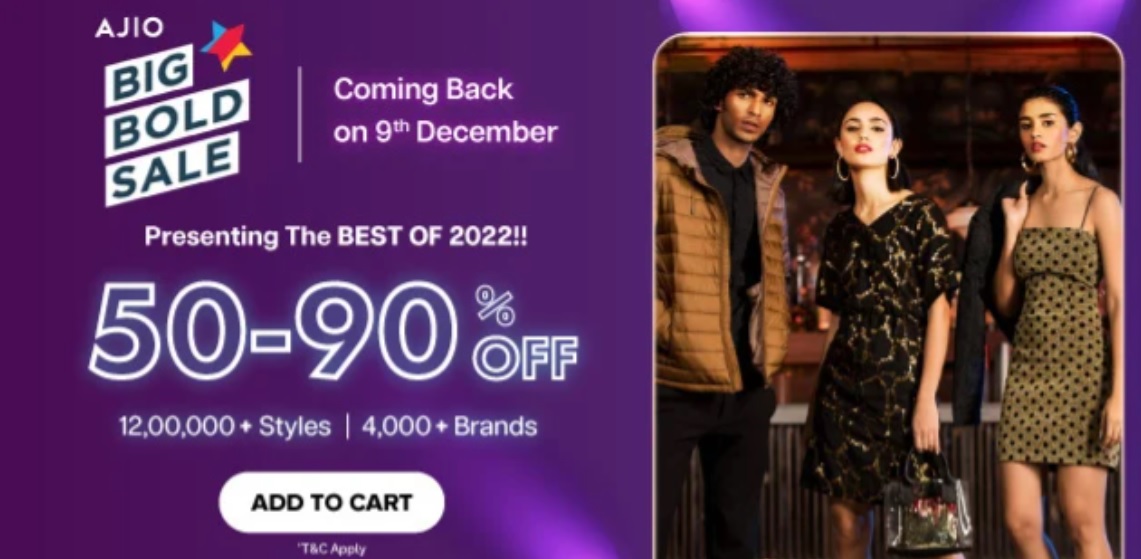 AJIO
BIG
BOLD
SALE
Coming Back
on 9th December
Presenting The BEST OF 2022!!
50-90% OFF
12,00,000+ Styles | 4,000+ Brands
ADD TO CART
*T&C Apply